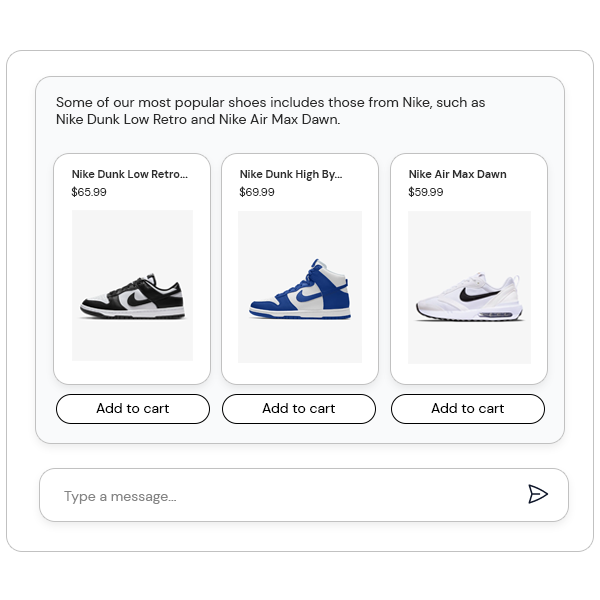 Some of our most popular shoes includes those from Nike, such as
Nike Dunk Low Retro and Nike Air Max Dawn.
Nike Dunk Low Retro...
$65.99
Nike Dunk High By...
$69.99
Nike Air Max Dawn
$59.99
Add to cart
Add to cart
Add to cart
Type a message...